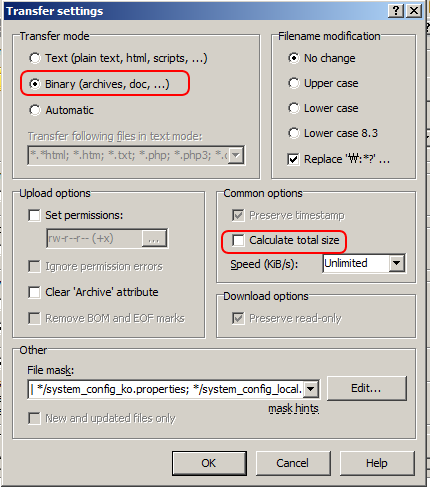 Transfer settings
Transfer mode
Text (plain text, html, scripts, ...)
Binary (archives, doc, ...)
Automatic
Transfer following files in text mode:
*.*html; *.htm; *.txt; *.php; *.php3; *.c
Filename modification
No change
Upper case
Lower case
Lower case 8.3
Replace '₩:*?' ...
Upload options
Set permissions:
rw-r--r-- (+x)
...
Ignore permission errors
Clear 'Archive' attribute
Remove BOM and EOF marks
Common options
Preserve timestamp
Calculate total size
Speed (KiB/s):
Unlimited
Download options
Preserve read-only
Other
File mask:
| */system_config_ko.properties; */system_config_local.
Edit...
mask hints
New and updated files only
OK
Cancel
Help